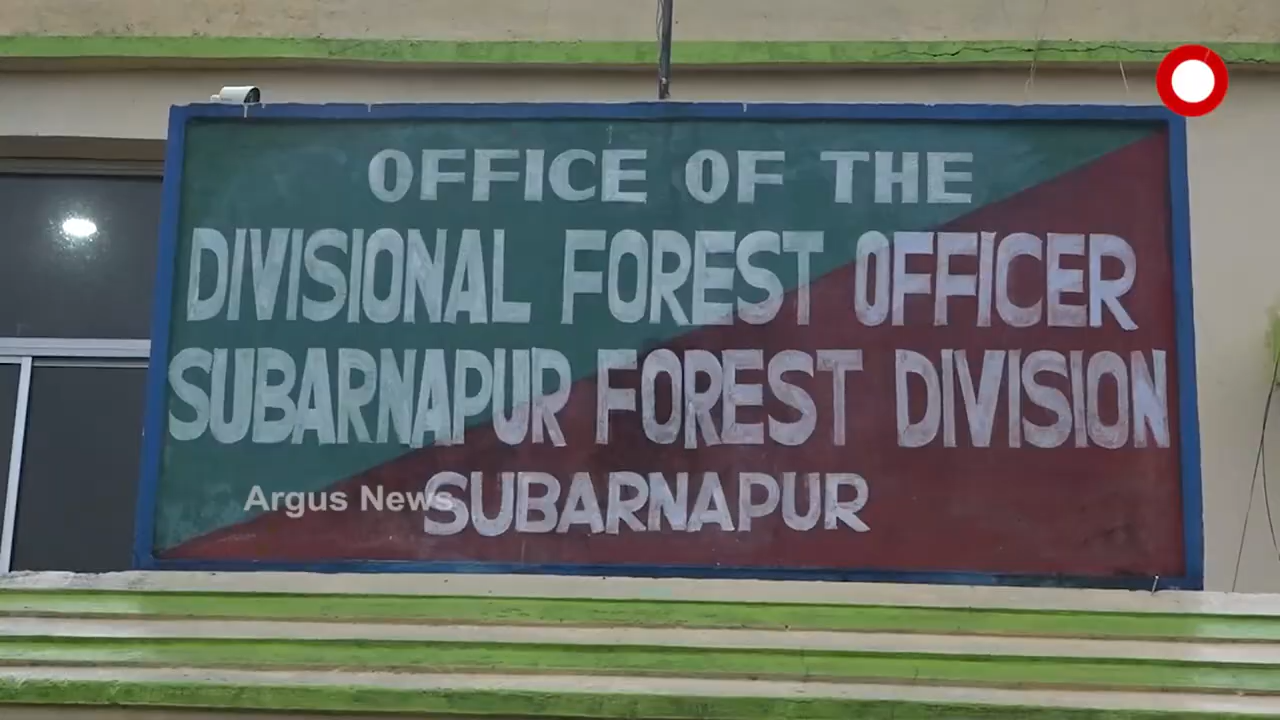 OFFICE OF THE
DIVISIONAL FOREST OFFICER
SUBARNAPUR FOREST DIVISION
SUBARNAPUR
Argus News